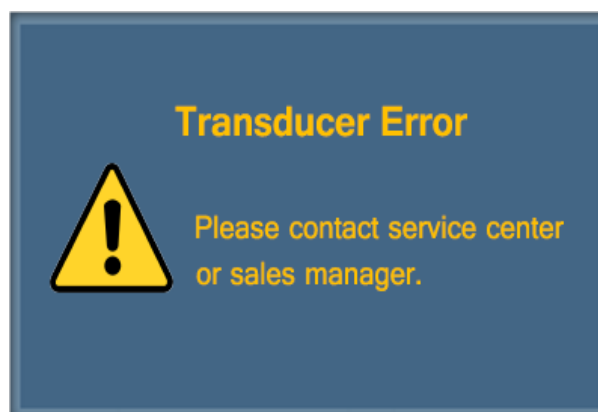 Transducer Error
Please contact service center
or sales manager.